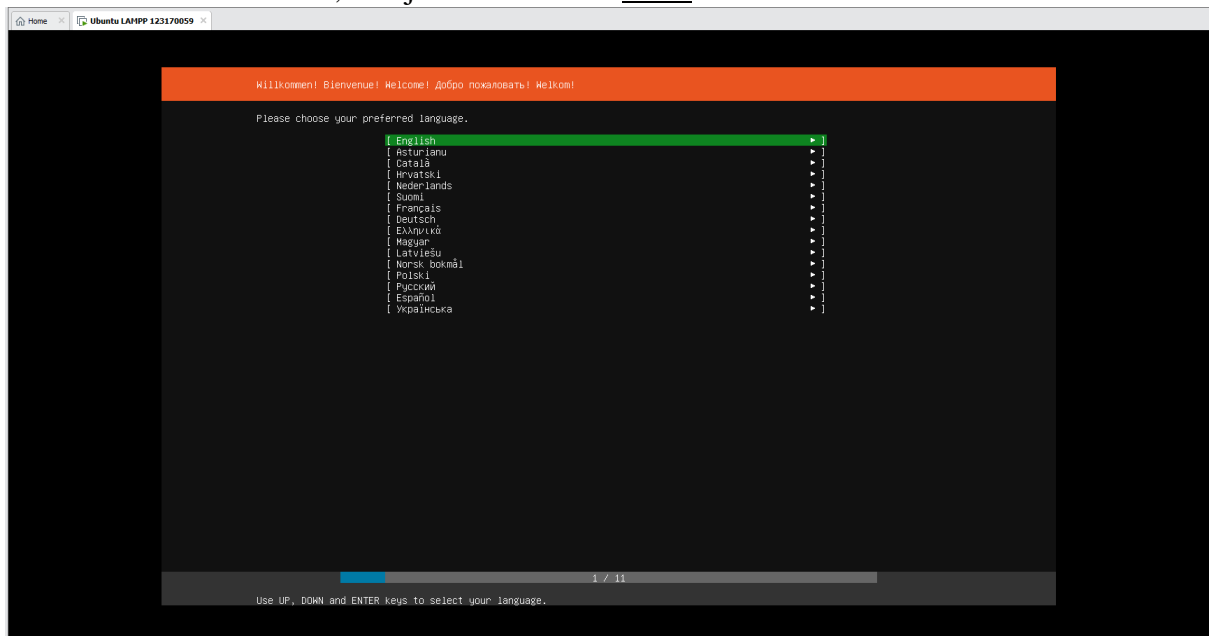 Home × Ubuntu LAMPP 123170059 ×
Willkommen! Bienvenue! Welcome! Добро пожаловать! Welkom!
Please choose your preferred language.
[ English ► ]
[ Asturianu ► ]
[ Català ► ]
[ Hrvatski ► ]
[ Nederlands ► ]
[ Suomi ► ]
[ Français ► ]
[ Deutsch ► ]
[ Ελληνικά ► ]
[ Magyar ► ]
[ Latviešu ► ]
[ Norsk bokmål ► ]
[ Polski ► ]
[ Русский ► ]
[ Español ► ]
[ Українська ► ]
1 / 11
Use UP, DOWN and ENTER keys to select your language.